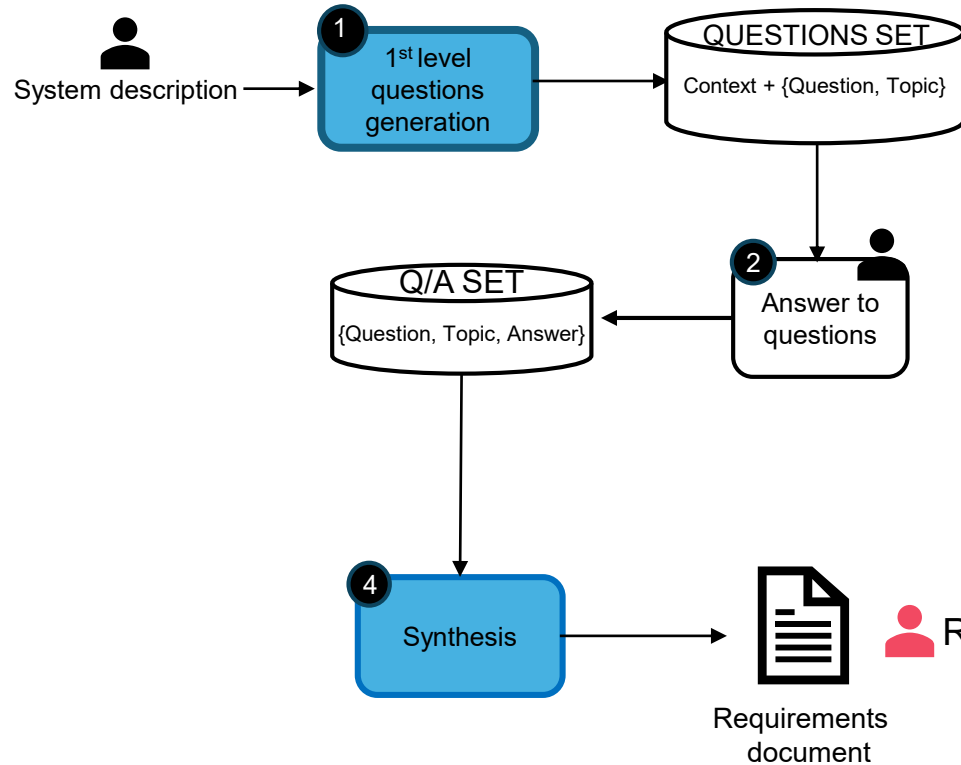 1
1st level
questions
generation
System description
QUESTIONS SET
Context + {Question, Topic}
2
Answer to
questions
Q/A SET
{Question, Topic, Answer}
4
Synthesis
R
Requirements
document